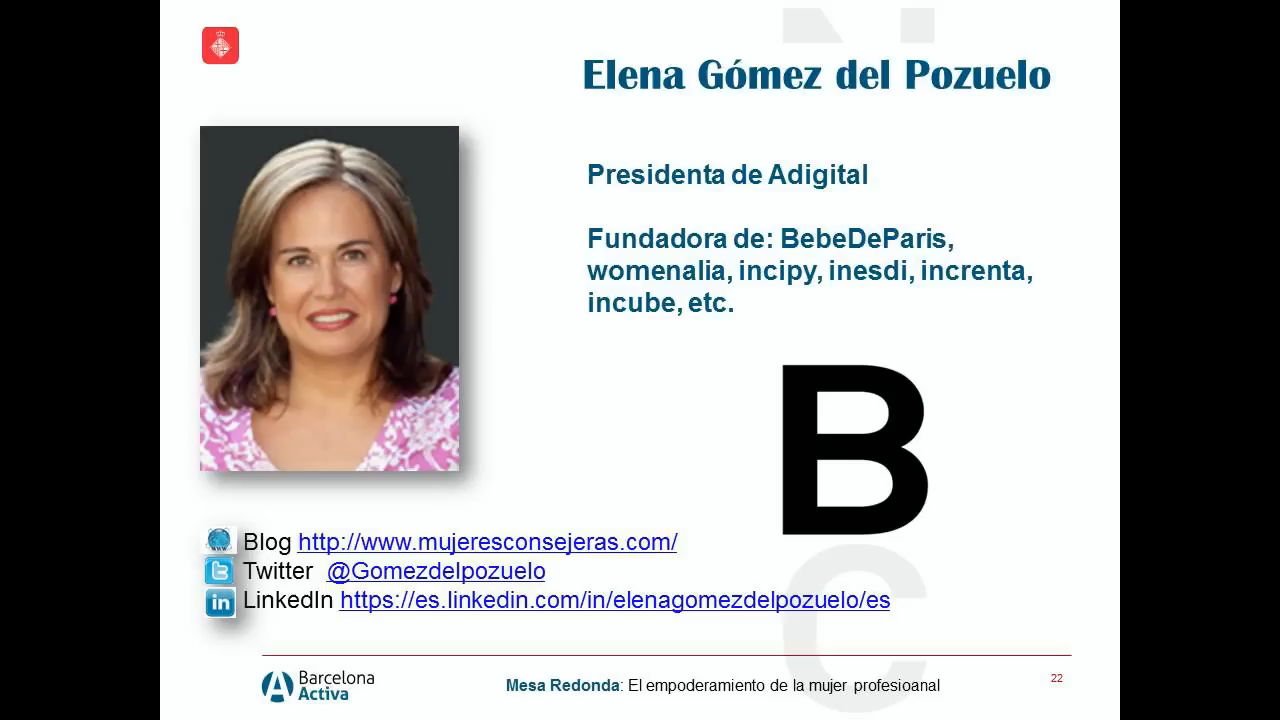 N
Elena Gómez del Pozuelo
Presidenta de Adigital
Fundadora de: BebeDeParis,
womenalia, incipy, inesdi, increnta,
incube, etc.
B
Blog http://www.mujeresconsejeras.com/
Twitter @Gomezdelpozuelo
LinkedIn https://es.linkedin.com/in/elenagomezdelpozuelo/es
C
Barcelona
Activa
Mesa Redonda: El empoderamiento de la mujer profesioanal
22